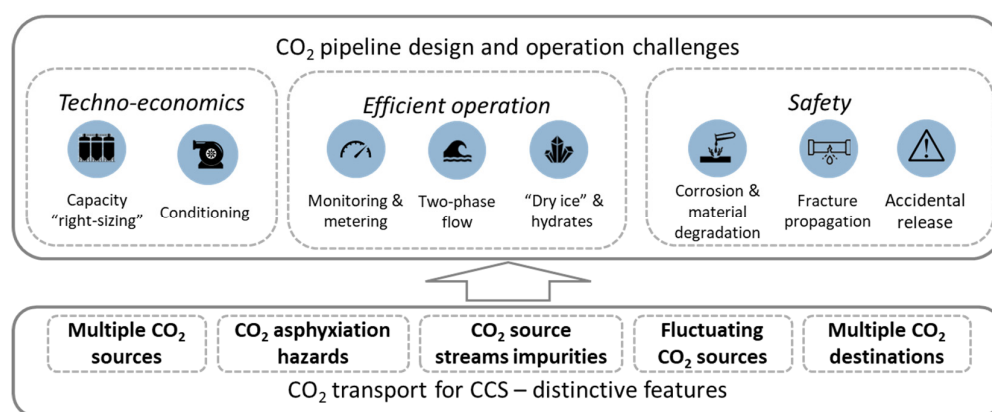 CO₂ pipeline design and operation challenges
Techno-economics
Capacity
“right-sizing”
Conditioning
Efficient operation
Monitoring &
metering
Two-phase
flow
“Dry ice” &
hydrates
Safety
Corrosion &
material
degradation
Fracture
propagation
Accidental
release
Multiple CO₂
sources
CO₂ asphyxiation
hazards
CO₂ source
streams impurities
Fluctuating
CO₂ sources
Multiple CO₂
destinations
CO₂ transport for CCS – distinctive features